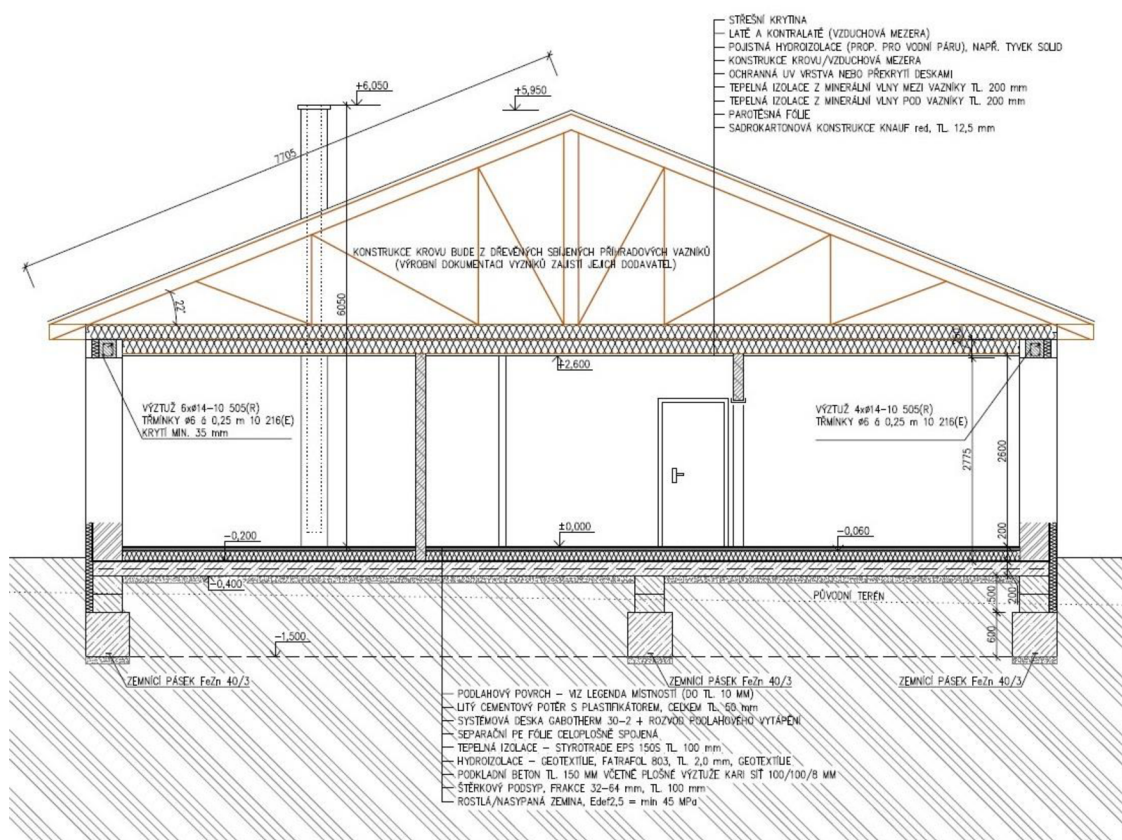 STŘEŠNÍ KRYTINA
LATĚ A KONTRALATĚ (VZDUCHOVÁ MEZERA)
POJISTNÁ HYDROIZOLACE (PROP. PRO VODNÍ PÁRU), NAPŘ. TYVEK SOLID
KONSTRUKCE KROVU/VZDUCHOVÁ MEZERA
OCHRANNÁ UV VRSTVA NEBO PŘEKRYTÍ DESKAMI
TEPELNÁ IZOLACE Z MINERÁLNÍ VLNY MEZI VAZNÍKY TL. 200 mm
TEPELNÁ IZOLACE Z MINERÁLNÍ VLNY POD VAZNÍKY TL. 200 mm
PAROTĚSNÁ FÓLIE
SADROKARTONOVÁ KONSTRUKCE KNAUF red, TL. 12,5 mm
+6,050
+5,950
7705
KONSTRUKCE KROVU BUDE Z DŘEVĚNÝCH SBÍJENÝCH PŘÍHRADOVÝCH VAZNÍKŮ
(VÝROBNÍ DOKUMENTACI VYZNÍKŮ ZAJISTÍ JEJICH DODAVATEL)
22°
6050
250
+2,600
VÝZTUŽ 6xø14-10 505(R)
TŘMÍNKY ø6 á 0,25 m 10 216(E)
KRYTÍ MIN. 35 mm
VÝZTUŽ 4xø14-10 505(R)
TŘMÍNKY ø6 á 0,25 m 10 216(E)
2775
2600
-0,200
±0,000
-0,060
200
-0,400
PŮVODNÍ TERÉN
500
200
600
-1,500
ZEMNÍCÍ PÁSEK FeZn 40/3
ZEMNÍCÍ PÁSEK FeZn 40/3
ZEMNÍCÍ PÁSEK FeZn 40/3
PODLAHOVÝ POVRCH – VIZ LEGENDA MÍSTNOSTÍ (DO TL. 10 MM)
LITÝ CEMENTOVÝ POTĚR S PLASTIFIKÁTOREM, CELKEM TL. 50 mm
SYSTÉMOVÁ DESKA GABOTHERM 30-2 + ROZVOD PODLAHOVÉHO VYTÁPĚNÍ
SEPARAČNÍ PE FÓLIE CELOPLOŠNĚ SPOJENÁ
TEPELNÁ IZOLACE – STYROTRADE EPS 150S TL. 100 mm
HYDROIZOLACE – GEOTEXTÍLIE, FATRAFOL 803, TL. 2,0 mm, GEOTEXTÍLIE
PODKLADNÍ BETON TL. 150 MM VČETNĚ PLOŠNÉ VÝZTUŽE KARI SÍŤ 100/100/8 MM
ŠTĚRKOVÝ PODSYP, FRAKCE 32-64 mm, TL. 100 mm
ROSTLÁ/NASYPANÁ ZEMINA, Edef2,5 = min 45 MPa